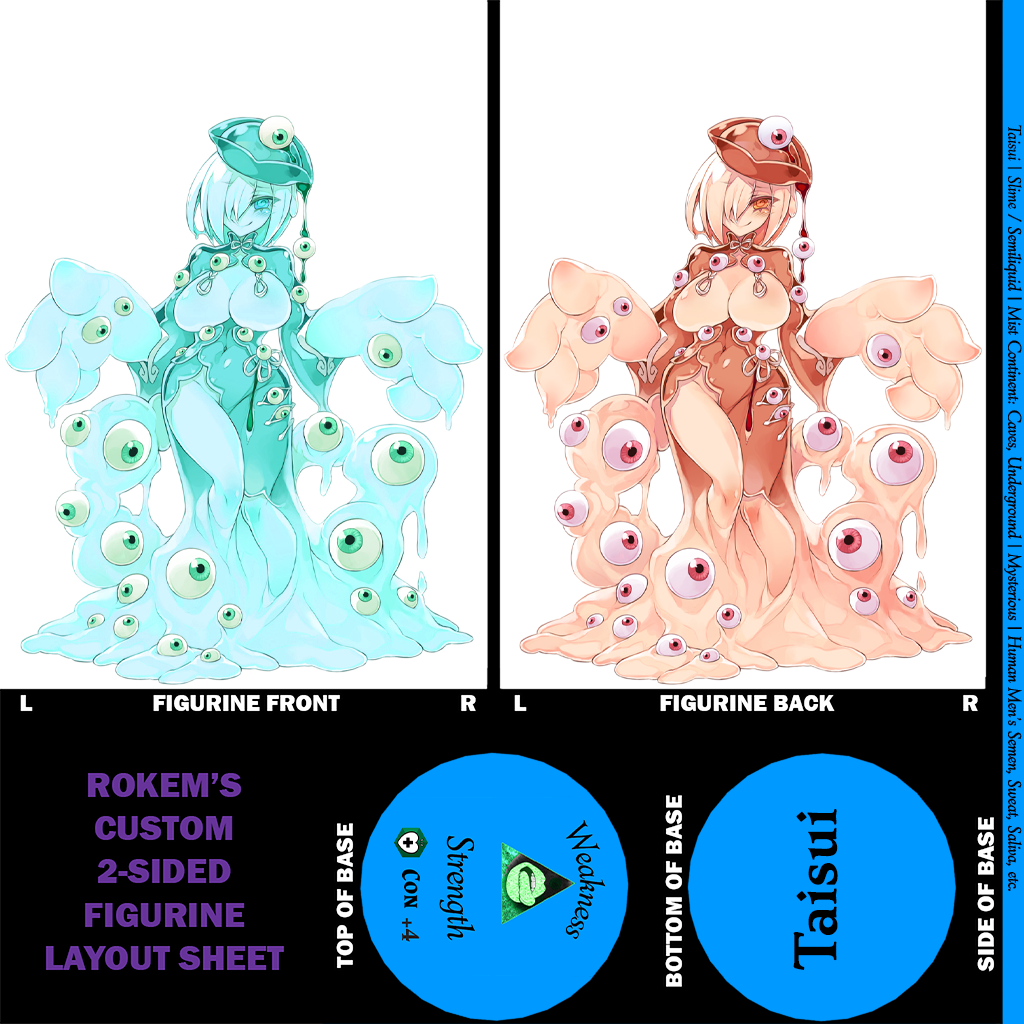 L
FIGURINE FRONT
R
L
FIGURINE BACK
R
Taisui | Slime / Semiliquid | Mist Continent: Caves, Underground | Mysterious | Human Men's Semen, Sweat, Saliva, etc.
ROKEM'S
CUSTOM
2-SIDED
FIGURINE
LAYOUT SHEET
TOP OF BASE
Weakness
Strength
CON +4
BOTTOM OF BASE
Taisui
SIDE OF BASE